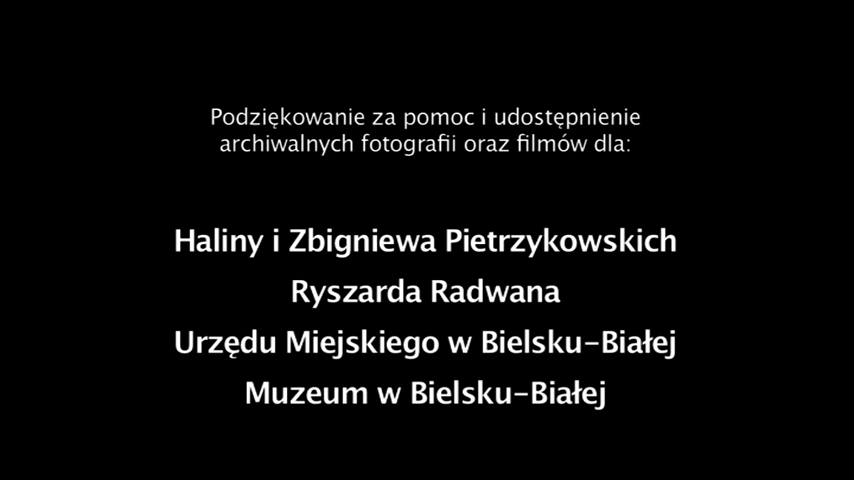 Podziękowanie za pomoc i udostępnienie
archiwalnych fotografii oraz filmów dla:
Haliny i Zbigniewa Pietrzykowskich
Ryszarda Radwana
Urzędu Miejskiego w Bielsku-Białej
Muzeum w Bielsku-Białej